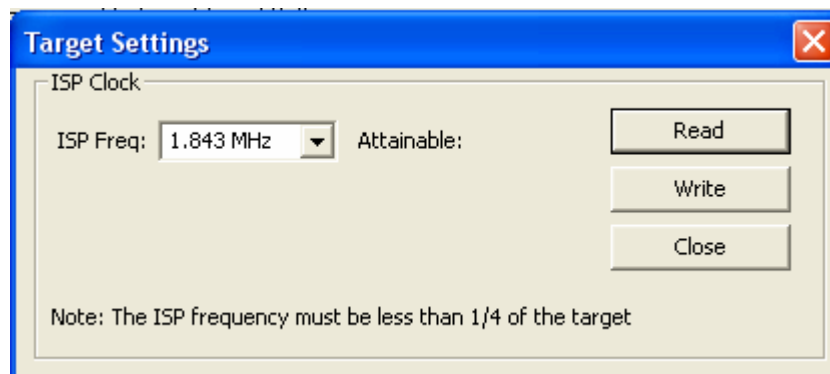 Target Settings
ISP Clock
ISP Freq: 1.843 MHz Attainable: Read
Write
Close
Note: The ISP frequency must be less than 1/4 of the target